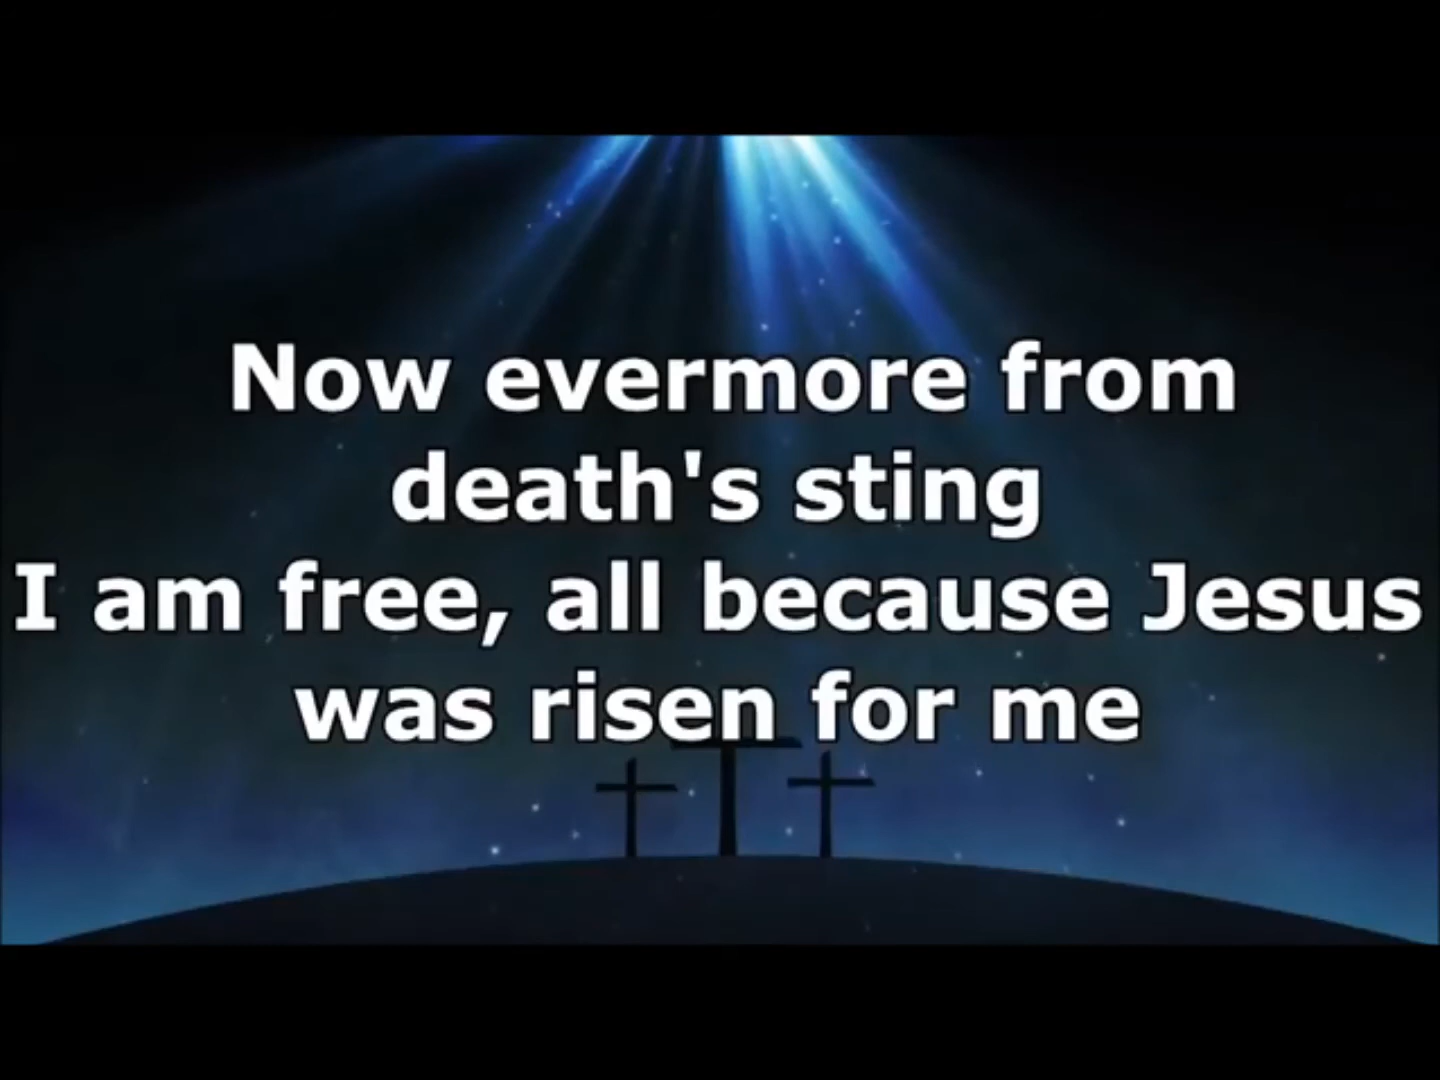 Now evermore from
death's sting
I am free, all because Jesus
was risen for me